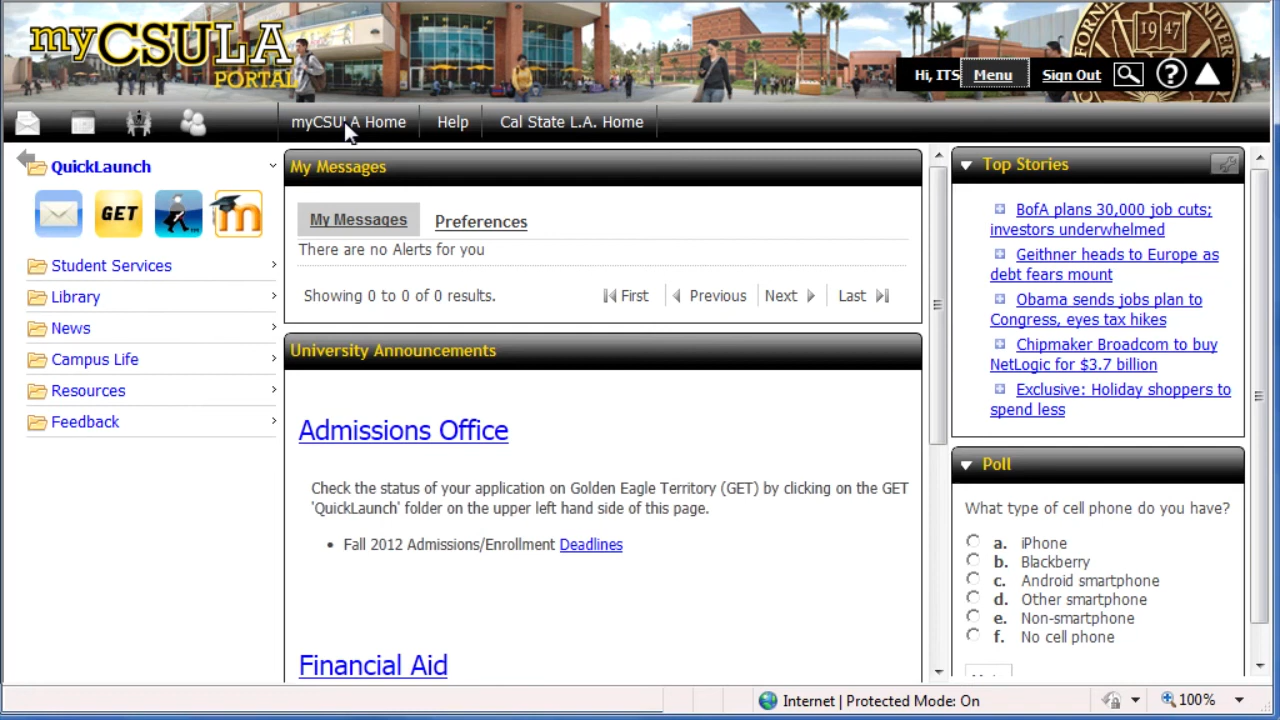 myCSULA
PORTAL
1947
Hi, ITS Menu Sign Out
myCSULA Home Help Cal State L.A. Home
QuickLaunch
GET
Student Services
Library
News
Campus Life
Resources
Feedback
My Messages
My Messages Preferences
There are no Alerts for you
Showing 0 to 0 of 0 results. First Previous Next Last
University Announcements
Admissions Office
Check the status of your application on Golden Eagle Territory (GET) by clicking on the GET
'QuickLaunch' folder on the upper left hand side of this page.
• Fall 2012 Admissions/Enrollment Deadlines
Financial Aid
Top Stories
BofA plans 30,000 job cuts;
investors underwhelmed
Geithner heads to Europe as
debt fears mount
Obama sends jobs plan to
Congress, eyes tax hikes
Chipmaker Broadcom to buy
NetLogic for $3.7 billion
Exclusive: Holiday shoppers to
spend less
Poll
What type of cell phone do you have?
a. iPhone
b. Blackberry
c. Android smartphone
d. Other smartphone
e. Non-smartphone
f. No cell phone
Internet | Protected Mode: On
100%